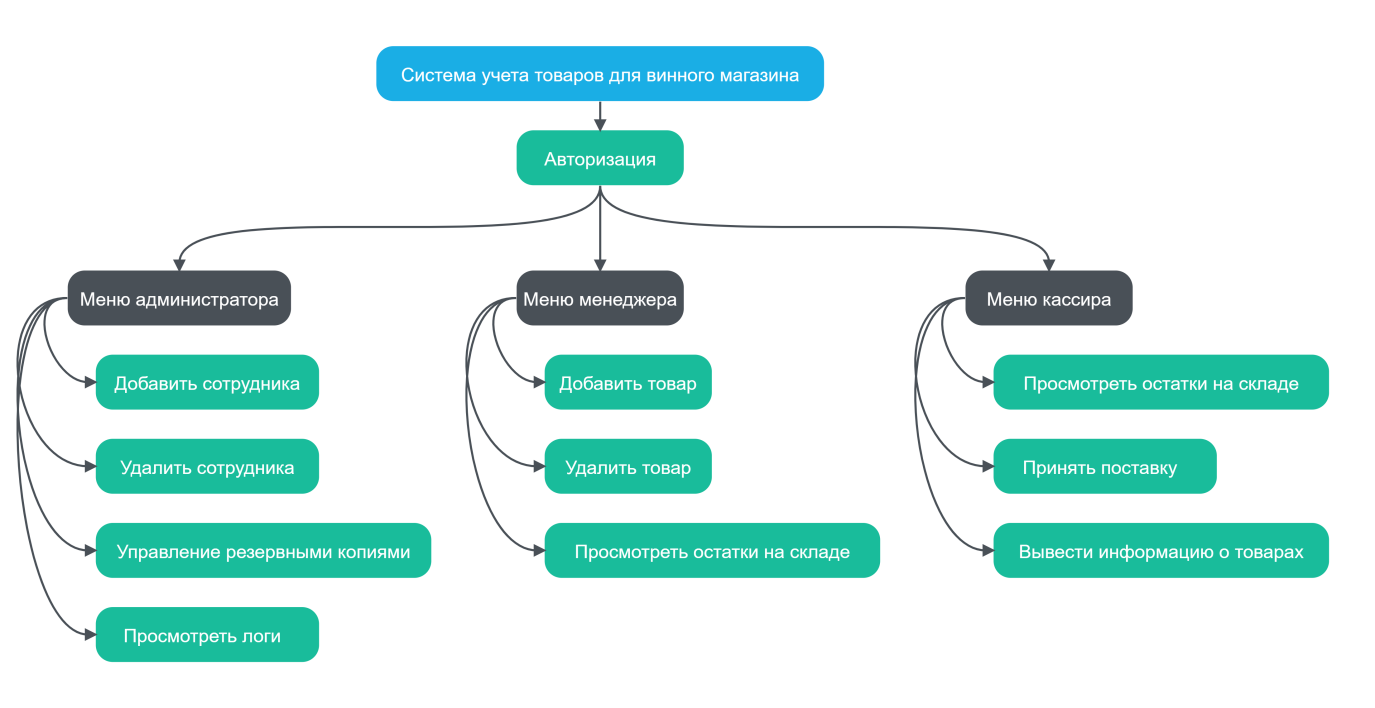 Система учета товаров для винного магазина
Авторизация
Меню администратора
Добавить сотрудника
Удалить сотрудника
Управление резервными копиями
Просмотреть логи
Меню менеджера
Добавить товар
Удалить товар
Просмотреть остатки на складе
Меню кассира
Просмотреть остатки на складе
Принять поставку
Вывести информацию о товарах